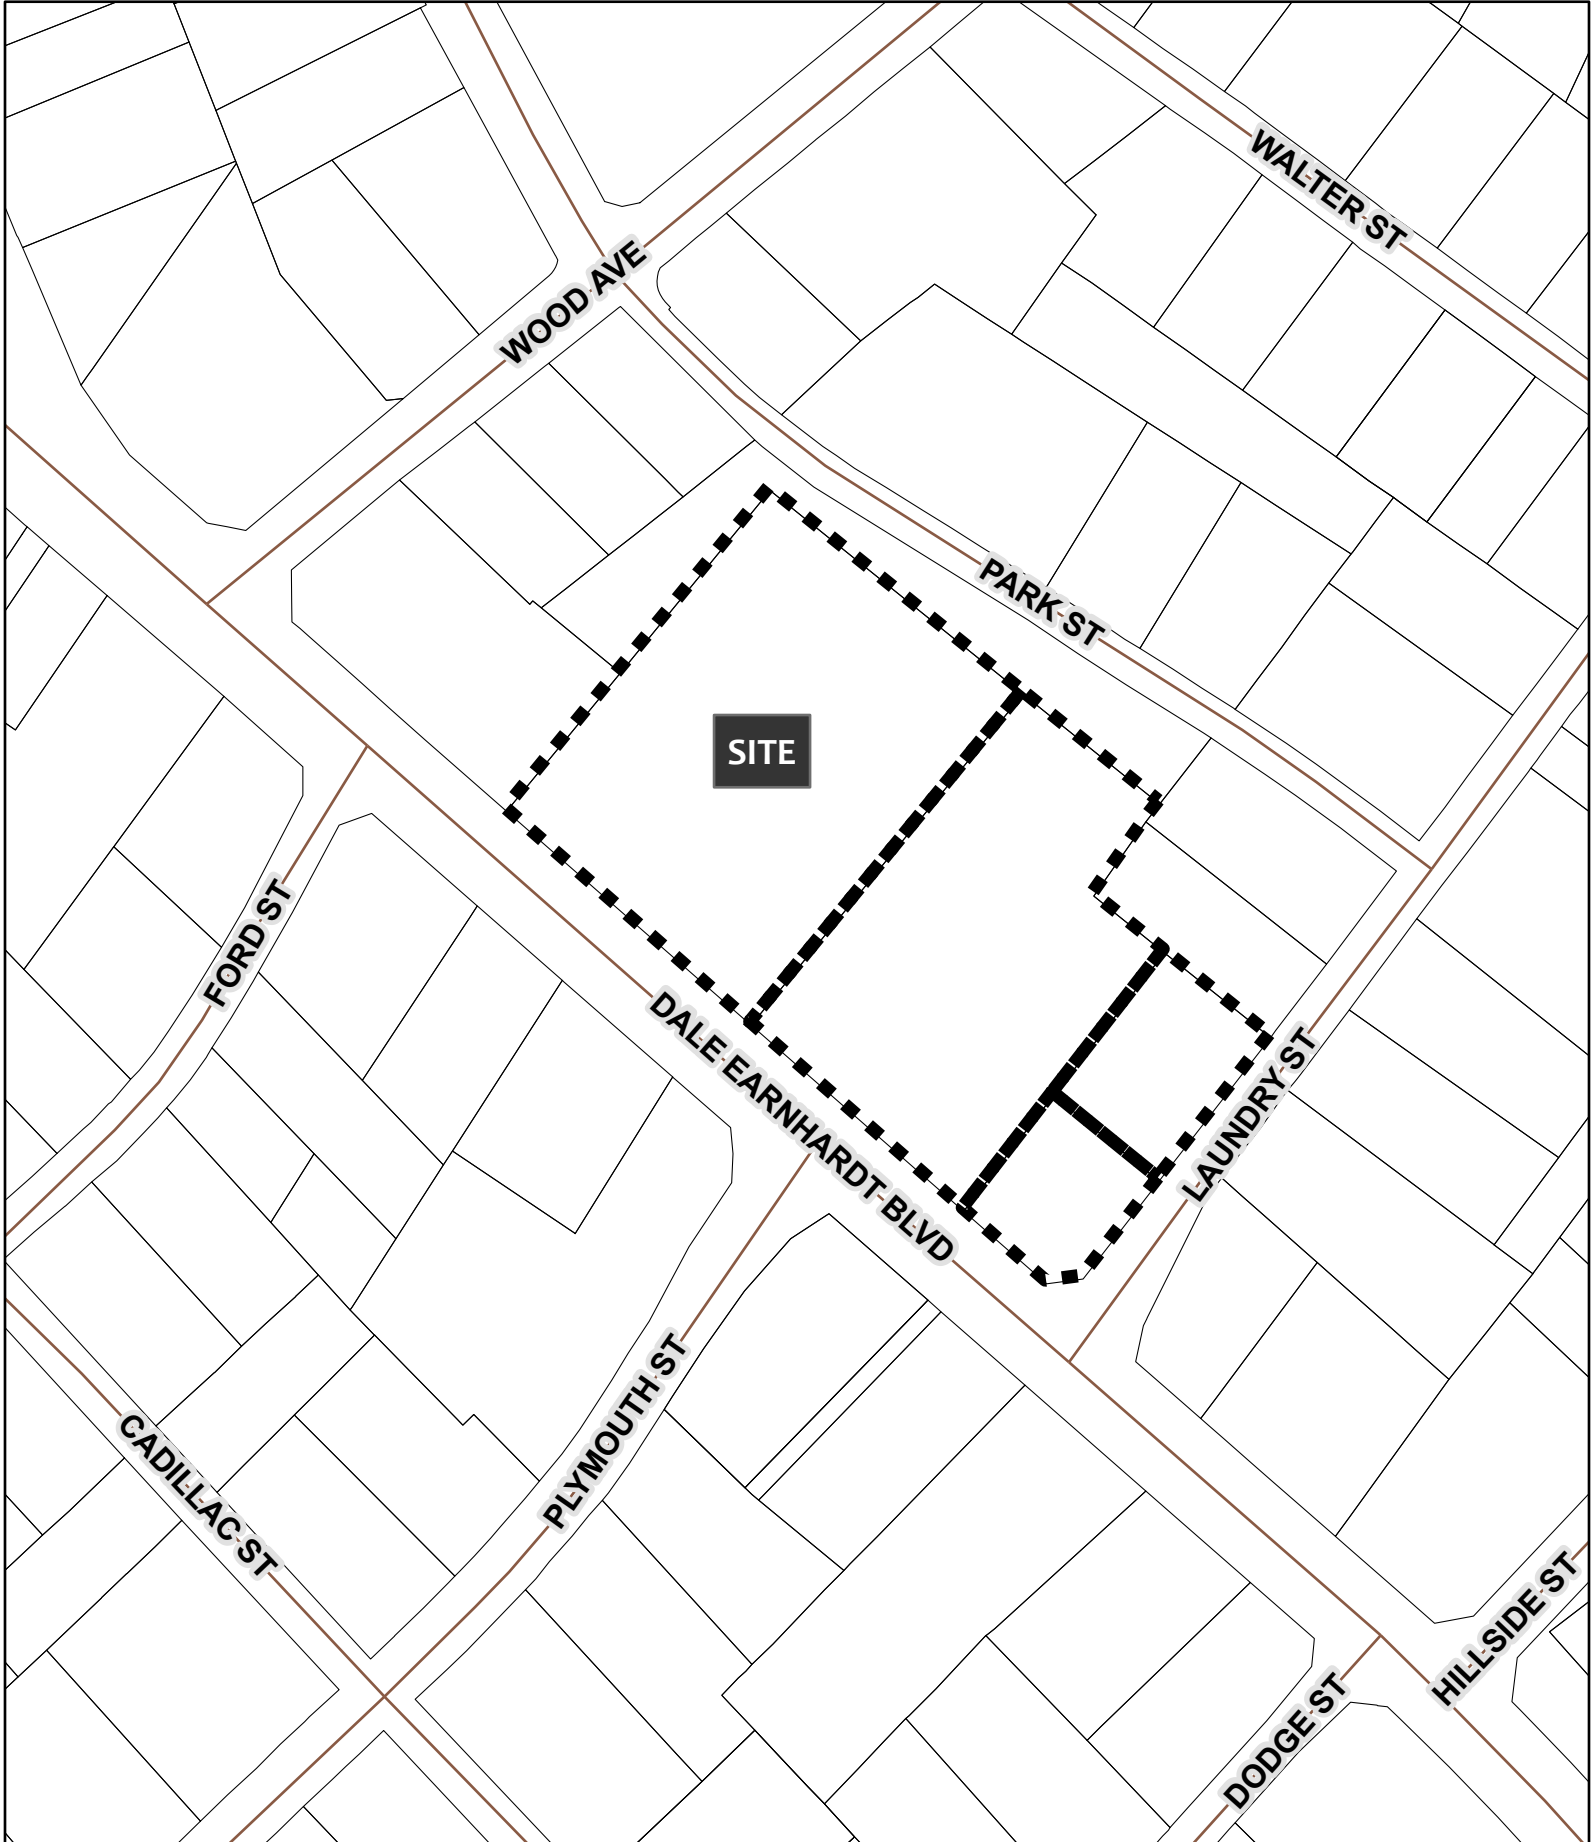 WALTER ST
WOOD AVE
PARK ST
SITE
FORD ST
DALE EARNHARDT BLVD
LAUNDRY ST
PLYMOUTH ST
CADILLAC ST
HILLSIDE ST
DODGE ST